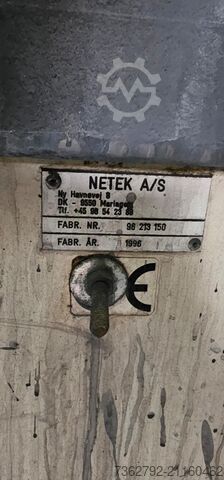 NETEK A/S
Ny Havnevej 8
DK - 9550 Mariager
Tlf. +45 98 54 23 88
FABR. NR. 96 213 150
FABR. ÅR. 1996
CE
7362792-21160462